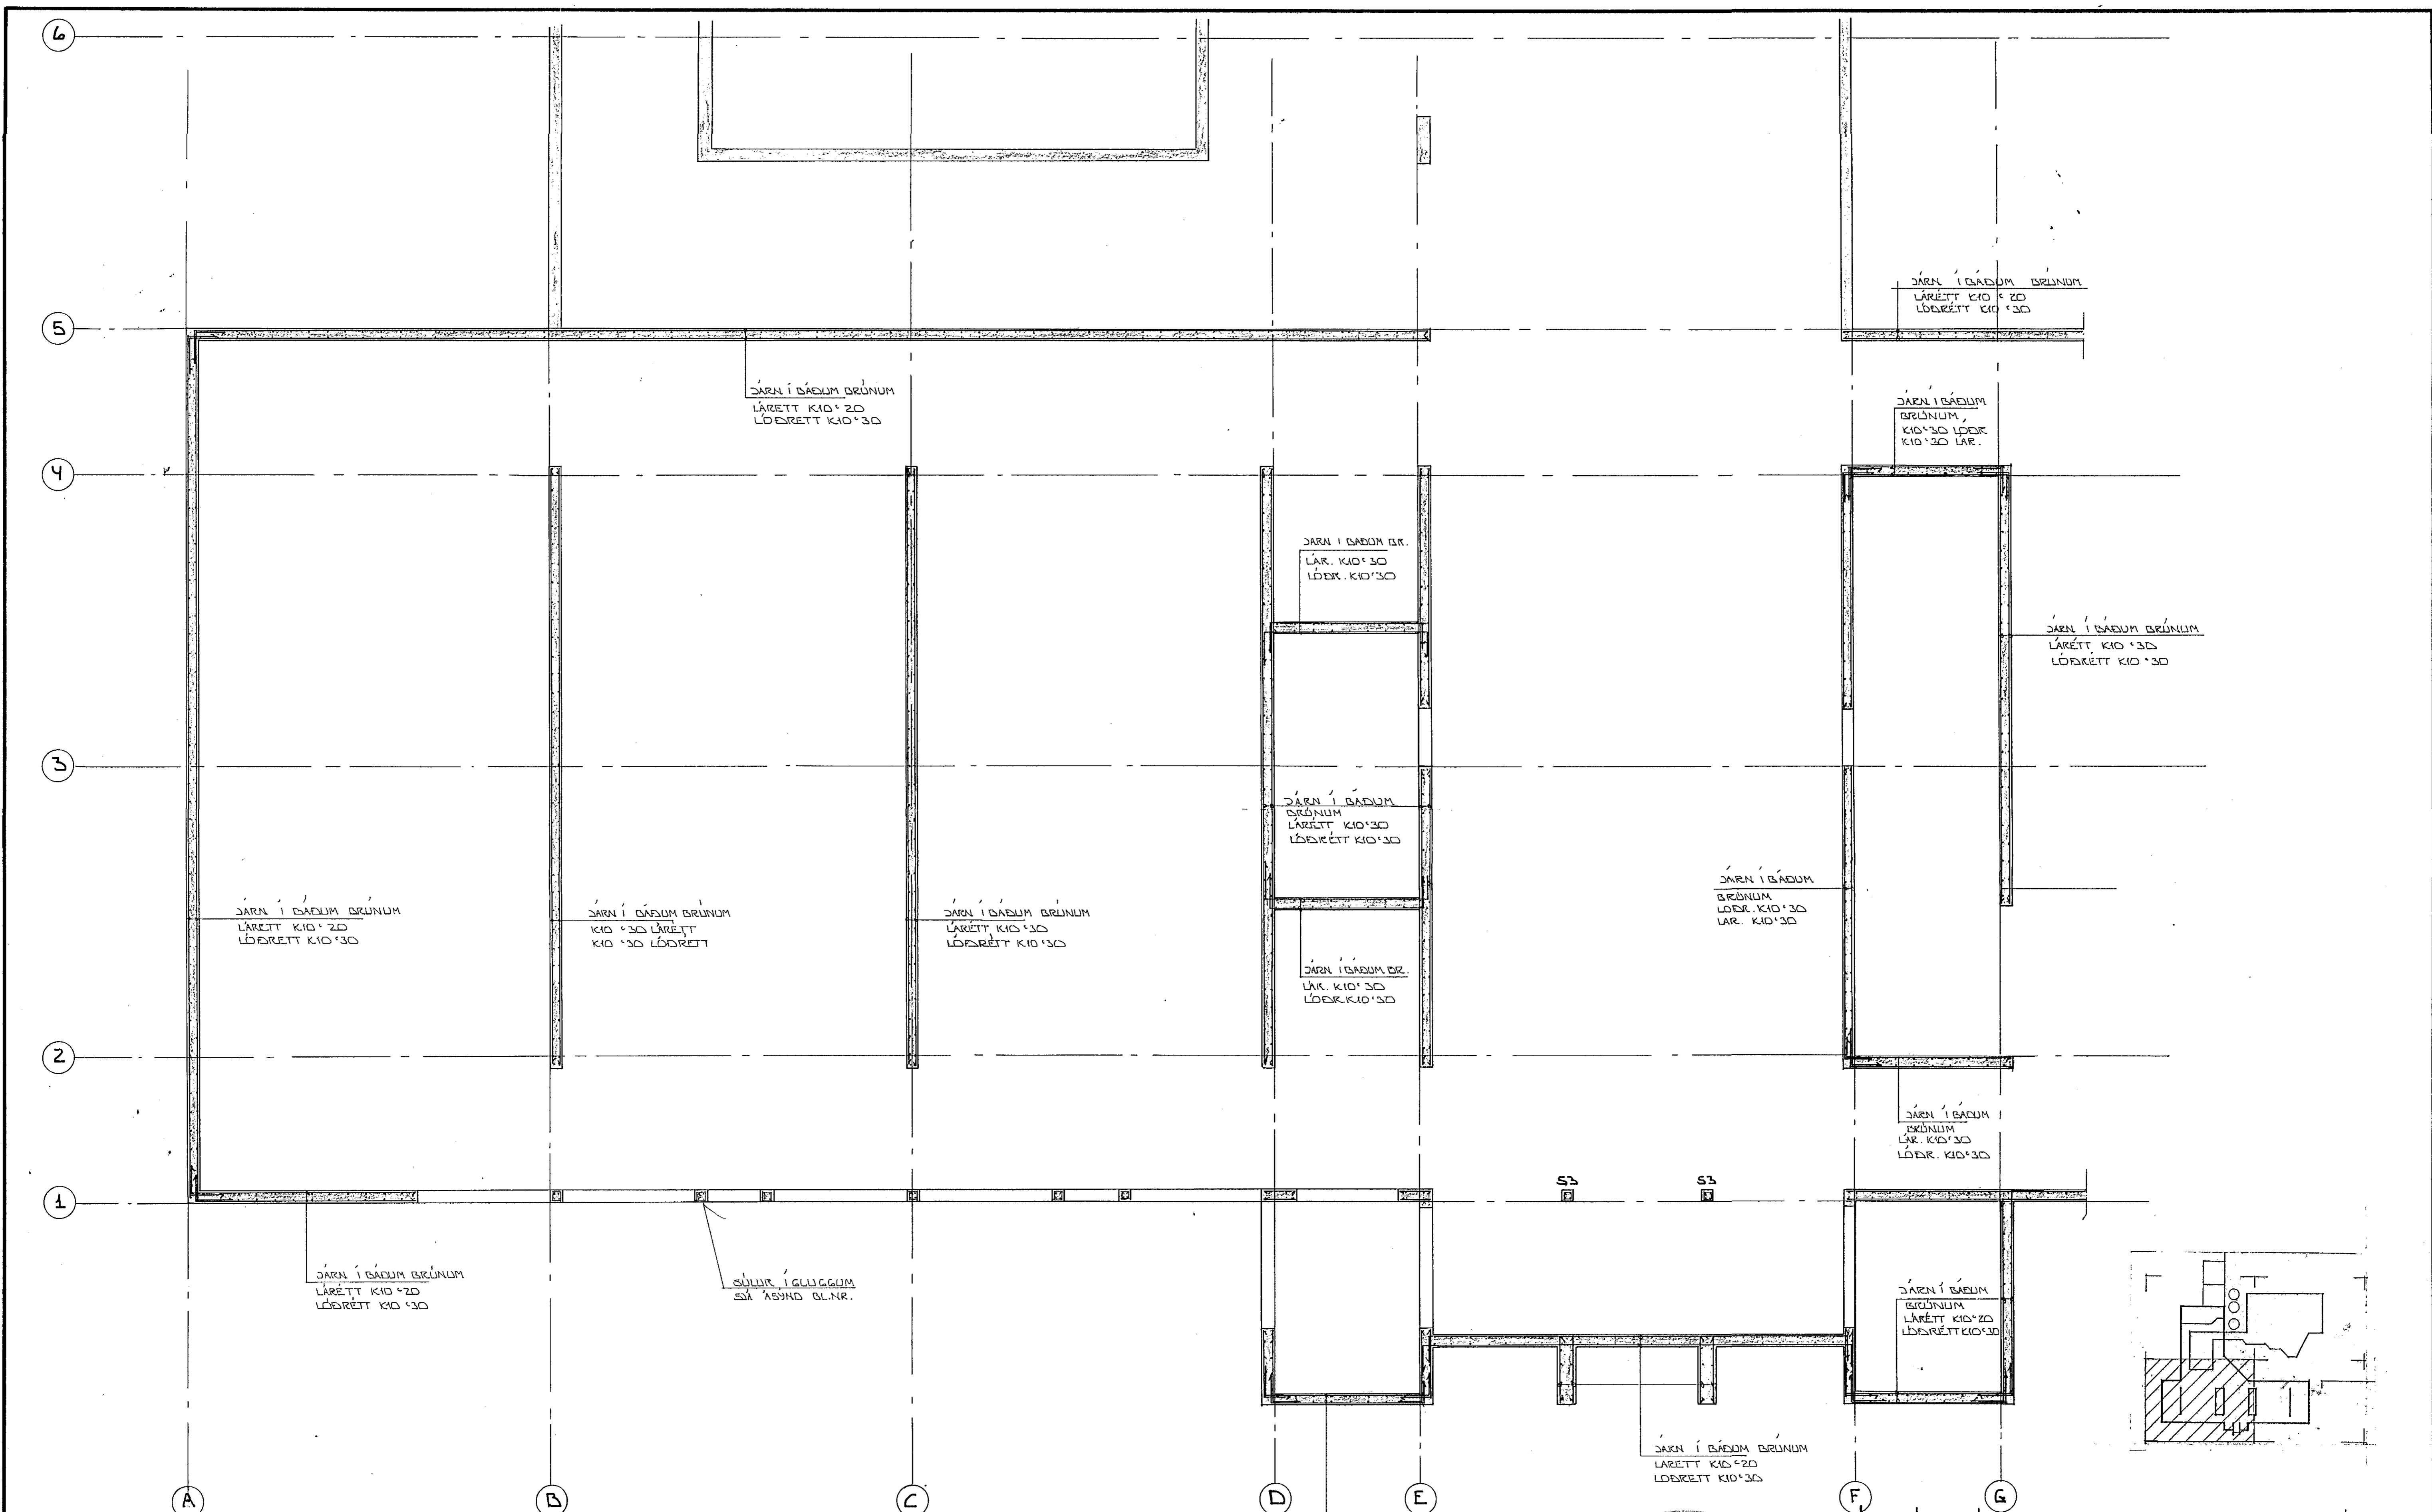 6
JÁRN Í BÁÐUM BRÚNUM
LÁRÉTT K10 c 20
LÓÐRÉTT K10 c 30
5
JÁRN Í BÁÐUM BRÚNUM
LÁRÉTT K10 c 20
LÓÐRÉTT K10 c 30
JÁRN Í BÁÐUM
BRÚNUM
K10 c 30 LÓÐR
K10 c 30 LÁR.
4
JÁRN Í BÁÐUM BR.
LÁR. K10 c 30
LÓÐR. K10 c 30
JÁRN Í BÁÐUM BRÚNUM
LÁRÉTT K10 c 30
LÓÐRÉTT K10 c 30
3
JÁRN Í BÁÐUM
BRÚNUM
LÁRÉTT K10 c 30
LÓÐRÉTT K10 c 30
JÁRN Í BÁÐUM
BRÚNUM
LÓÐR. K10 c 30
LÁR. K10 c 30
JÁRN Í BÁÐUM BRÚNUM
LÁRÉTT K10 c 20
LÓÐRÉTT K10 c 30
JÁRN Í BÁÐUM BRÚNUM
K10 c 30 LÁRÉTT
K10 c 30 LÓÐRÉTT
JÁRN Í BÁÐUM BRÚNUM
LÁRÉTT K10 c 30
LÓÐRÉTT K10 c 30
JÁRN Í BÁÐUM BR.
LÁR. K10 c 30
LÓÐR K10 c 30
2
JÁRN Í BÁÐUM
BRÚNUM
LÁR. K10 c 30
LÓÐR. K10 c 30
1
S3
S3
JÁRN Í BÁÐUM BRÚNUM
LÁRÉTT K10 c 20
LÓÐRÉTT K10 c 30
SÚLUR Í GLUGGUM
SJÁ ÁSÝND BL.NR.
JÁRN Í BÁÐUM
BRÚNUM
LÁRÉTT K10 c 20
LÓÐRÉTT K10 c 30
JÁRN Í BÁÐUM BRÚNUM
LÁRÉTT K10 c 20
LÓÐRÉTT K10 c 30
A
B
C
D
E
F
G